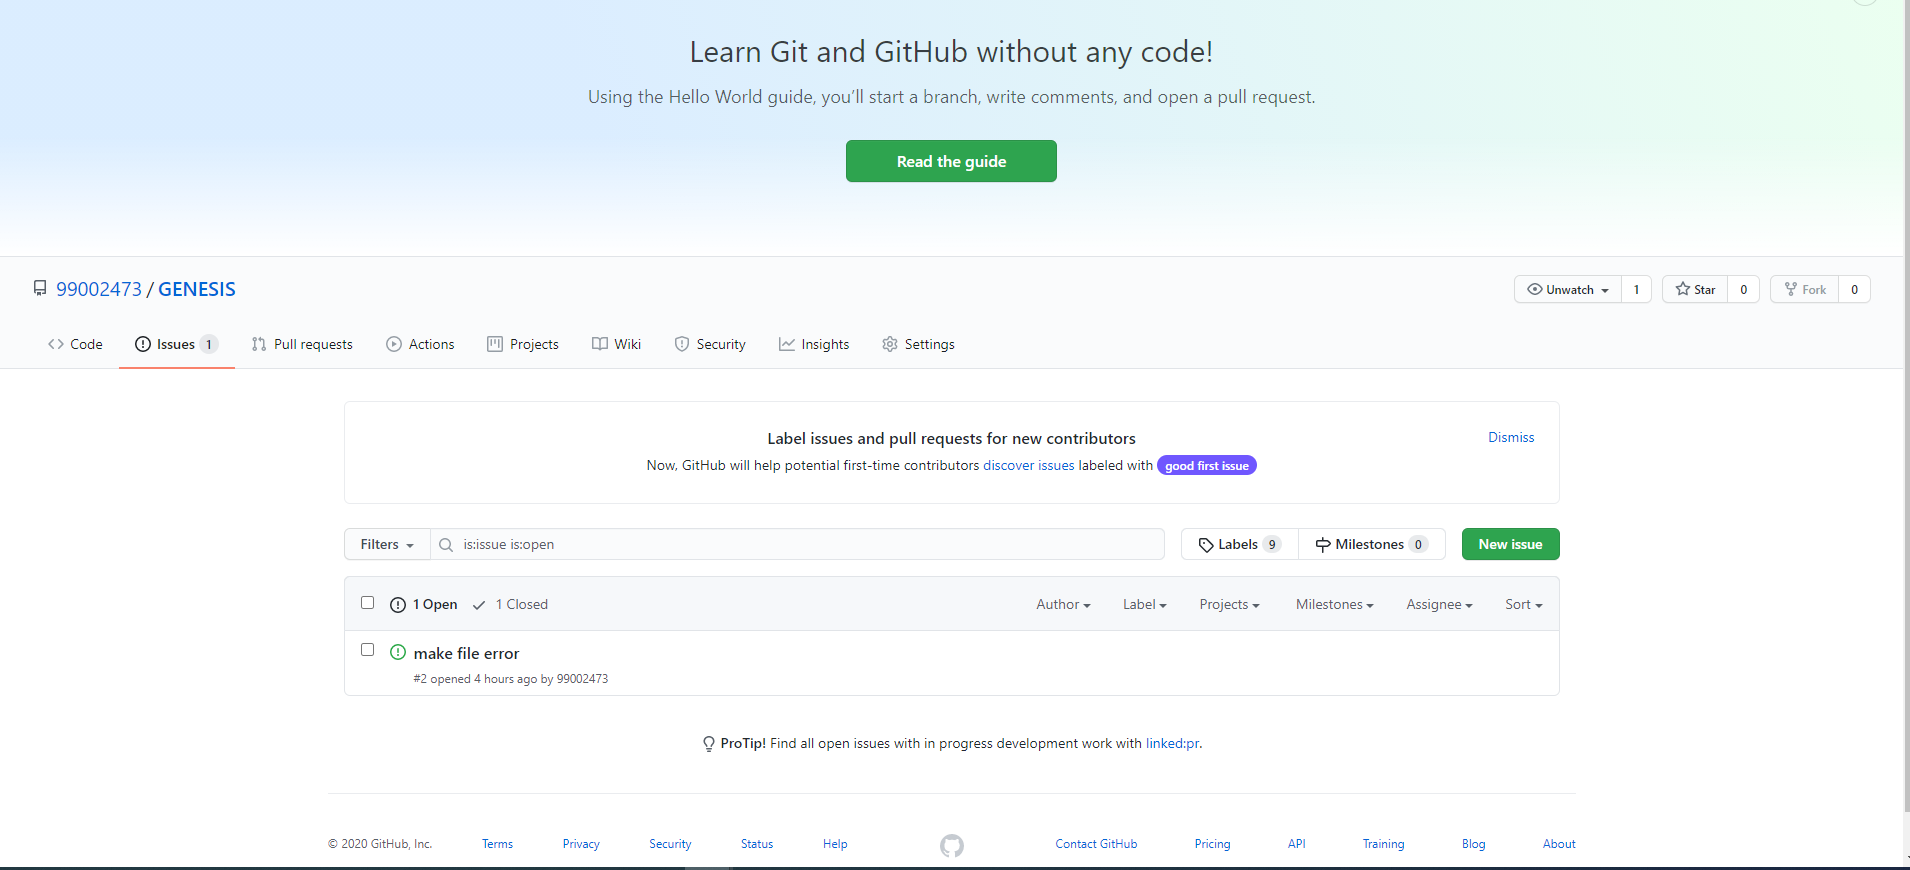 Learn Git and GitHub without any code!
Using the Hello World guide, you’ll start a branch, write comments, and open a pull request.
Read the guide
99002473 / GENESIS
Unwatch 1 Star 0 Fork 0
Code Issues 1 Pull requests Actions Projects Wiki Security Insights Settings
Label issues and pull requests for new contributors
Dismiss
Now, GitHub will help potential first-time contributors discover issues labeled with good first issue
Filters is:issue is:open Labels 9 Milestones 0 New issue
1 Open 1 Closed Author Label Projects Milestones Assignee Sort
make file error
#2 opened 4 hours ago by 99002473
ProTip! Find all open issues with in progress development work with linked:pr.
© 2020 GitHub, Inc. Terms Privacy Security Status Help Contact GitHub Pricing API Training Blog About